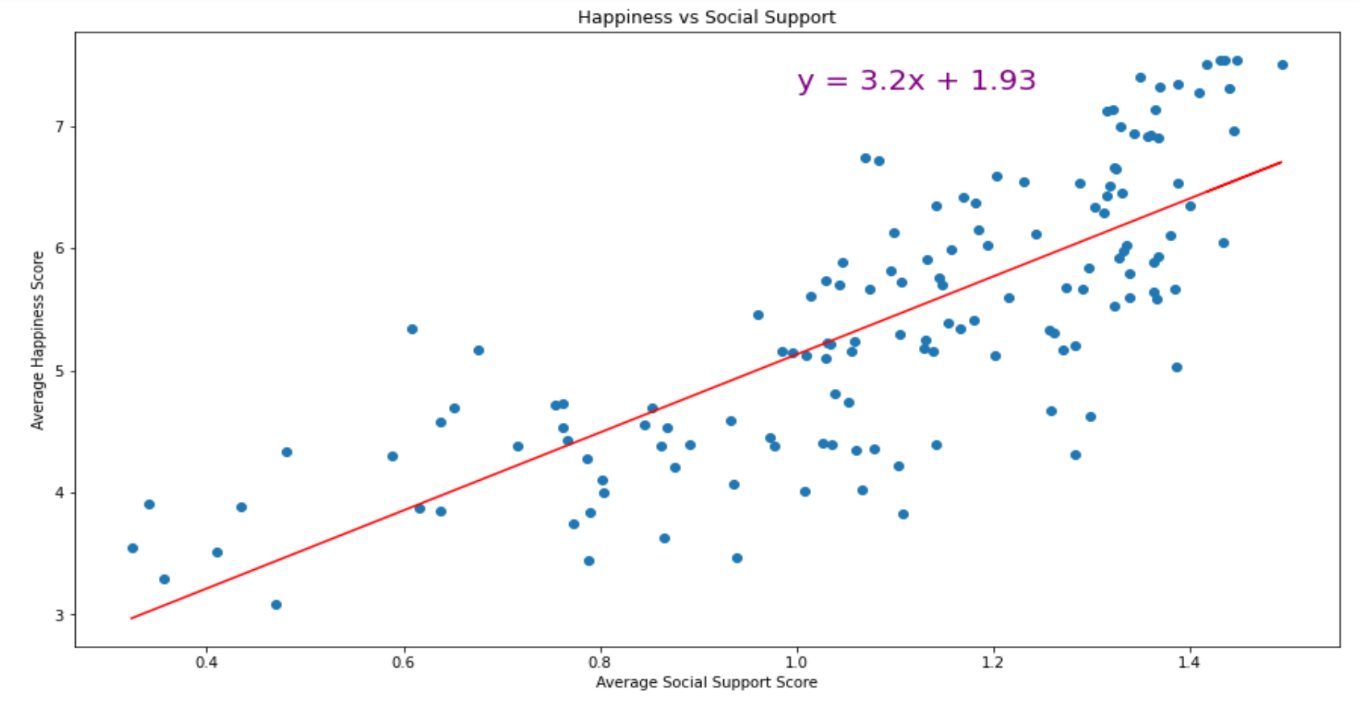 Happiness vs Social Support
y = 3.2x + 1.93
Average Happiness Score
7
6
5
4
3
0.4 0.6 0.8 1.0 1.2 1.4
Average Social Support Score